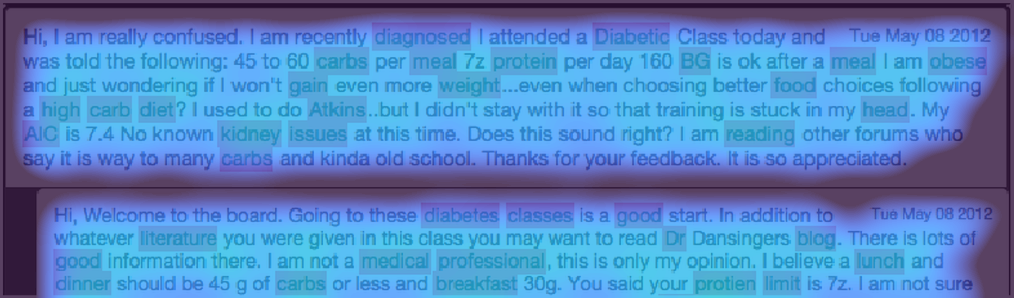 Hi, I am really confused. I am recently diagnosed I attended a Diabetic Class today and Tue May 08 2012
was told the following: 45 to 60 carbs per meal 7z protein per day 160 BG is ok after a meal I am obese
and just wondering if I won't gain even more weight...even when choosing better food choices following
a high carb diet? I used to do Atkins..but I didn't stay with it so that training is stuck in my head. My
AIC is 7.4 No known kidney issues at this time. Does this sound right? I am reading other forums who
say it is way to many carbs and kinda old school. Thanks for your feedback. It is so appreciated.
Hi, Welcome to the board. Going to these diabetes classes is a good start. In addition to Tue May 08 2012
whatever literature you were given in this class you may want to read Dr Dansingers blog. There is lots of
good information there. I am not a medical professional, this is only my opinion. I believe a lunch and
dinner should be 45 g of carbs or less and breakfast 30g. You said your protien limit is 7z. I am not sure